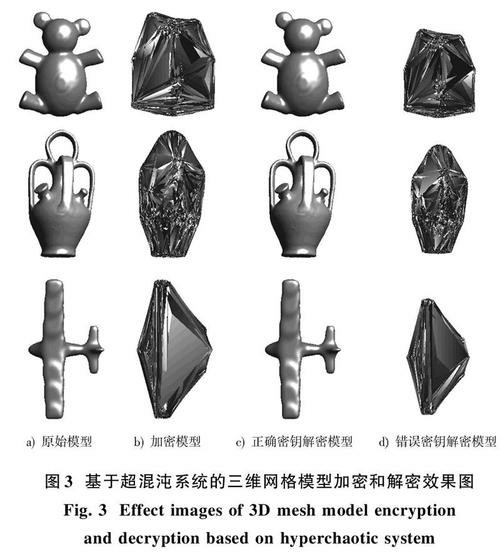 a) 原始模型 b) 加密模型 c) 正确密钥解密模型 d) 错误密钥解密模型
图3 基于超混沌系统的三维网格模型加密和解密效果图
Fig. 3 Effect images of 3D mesh model encryption
and decryption based on hyperchaotic system